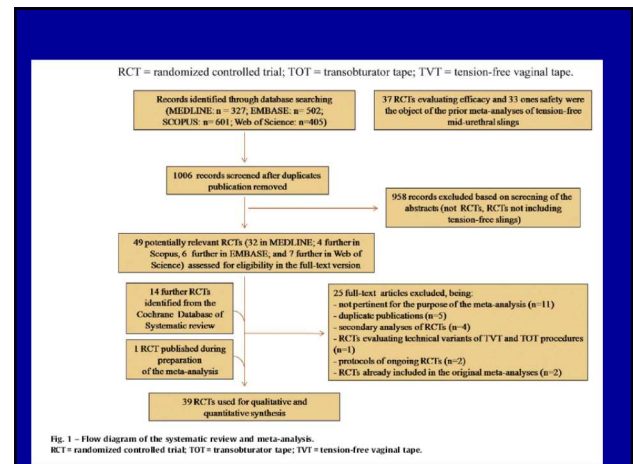 RCT = randomized controlled trial; TOT = transobturator tape; TVT = tension-free vaginal tape.
Records identified through database searching
(MEDLINE: n = 327; EMBASE: n= 502;
SCOPUS: n= 601; Web of Science: n=405)
37 RCTs evaluating efficacy and 33 ones safety were
the object of the prior meta-analyses of tension-free
mid-urethral slings
1006 records screened after duplicates
publication removed
958 records excluded based on screening of the
abstracts (not RCTs, RCTs not including
tension-free slings)
49 potentially relevant RCTs (32 in MEDLINE; 4 further in
Scopus, 6 further in EMBASE; and 7 further in Web of
Science) assessed for eligibility in the full-text version
14 further RCTs
identified from the
Cochrane Database of
Systematic review
25 full-text articles excluded, being:
- not pertinent for the purpose of the meta-analysis (n=11)
- duplicate publications (n=5)
- secondary analyses of RCTs (n=4)
- RCTs evaluating technical variants of TVT and TOT procedures
(n=1)
- protocols of ongoing RCTs (n=2)
- RCTs already included in the original meta-analyses (n=2)
1 RCT published during
preparation
of the meta-analysis
39 RCTs used for qualitative and
quantitative synthesis
Fig. 1 – Flow diagram of the systematic review and meta-analysis.
RCT = randomized controlled trial; TOT = transobturator tape; TVT = tension-free vaginal tape.